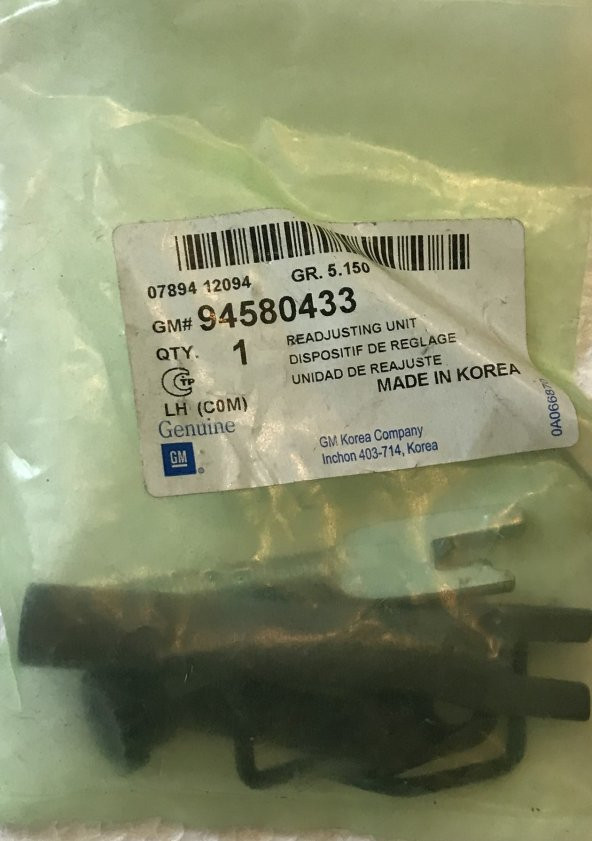 07894 12094 GR. 5.150
GM# 94580433
QTY. 1 READJUSTING UNIT
DISPOSITIF DE REGLAGE
UNIDAD DE REAJUSTE
MADE IN KOREA
LH (COM)
Genuine
GM
GM Korea Company
Inchon 403-714, Korea